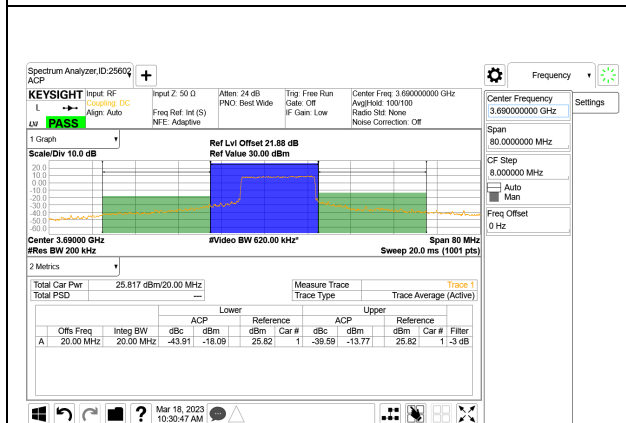 Spectrum Analyzer,ID:25602
ACP
Frequency
KEYSIGHT Input: RF Input Z: 50 Ω Atten: 24 dB Trig: Free Run Center Freq: 3.690000000 GHz
Coupling: DC PNO: Best Wide Gate: Off Avg|Hold: 100/100
L Align: Auto Freq Ref: Int (S) IF Gain: Low Radio Std: None
LXI PASS NFE: Adaptive Noise Correction: Off
Center Frequency
3.690000000 GHz
Settings
Span
80.0000000 MHz
CF Step
8.000000 MHz
Auto
Man
Freq Offset
0 Hz
1 Graph
Ref Lvl Offset 21.88 dB
Scale/Div 10.0 dB Ref Value 30.00 dBm
20.0
10.0
0.00
-10.0
-20.0
-30.0
-40.0
-50.0
-60.0
Center 3.69000 GHz #Video BW 620.00 kHz* Span 80 MHz
#Res BW 200 kHz Sweep 20.0 ms (1001 pts)
2 Metrics
Total Car Pwr 25.817 dBm/20.00 MHz Measure Trace Trace 1
Total PSD --- Trace Type Trace Average (Active)
Lower Upper
ACP Reference ACP Reference
Offs Freq Integ BW dBc dBm dBm Car # dBc dBm dBm Car # Filter
A 20.00 MHz 20.00 MHz -43.91 -18.09 25.82 1 -39.59 -13.77 25.82 1 -3 dB
Mar 18, 2023
10:30:47 AM